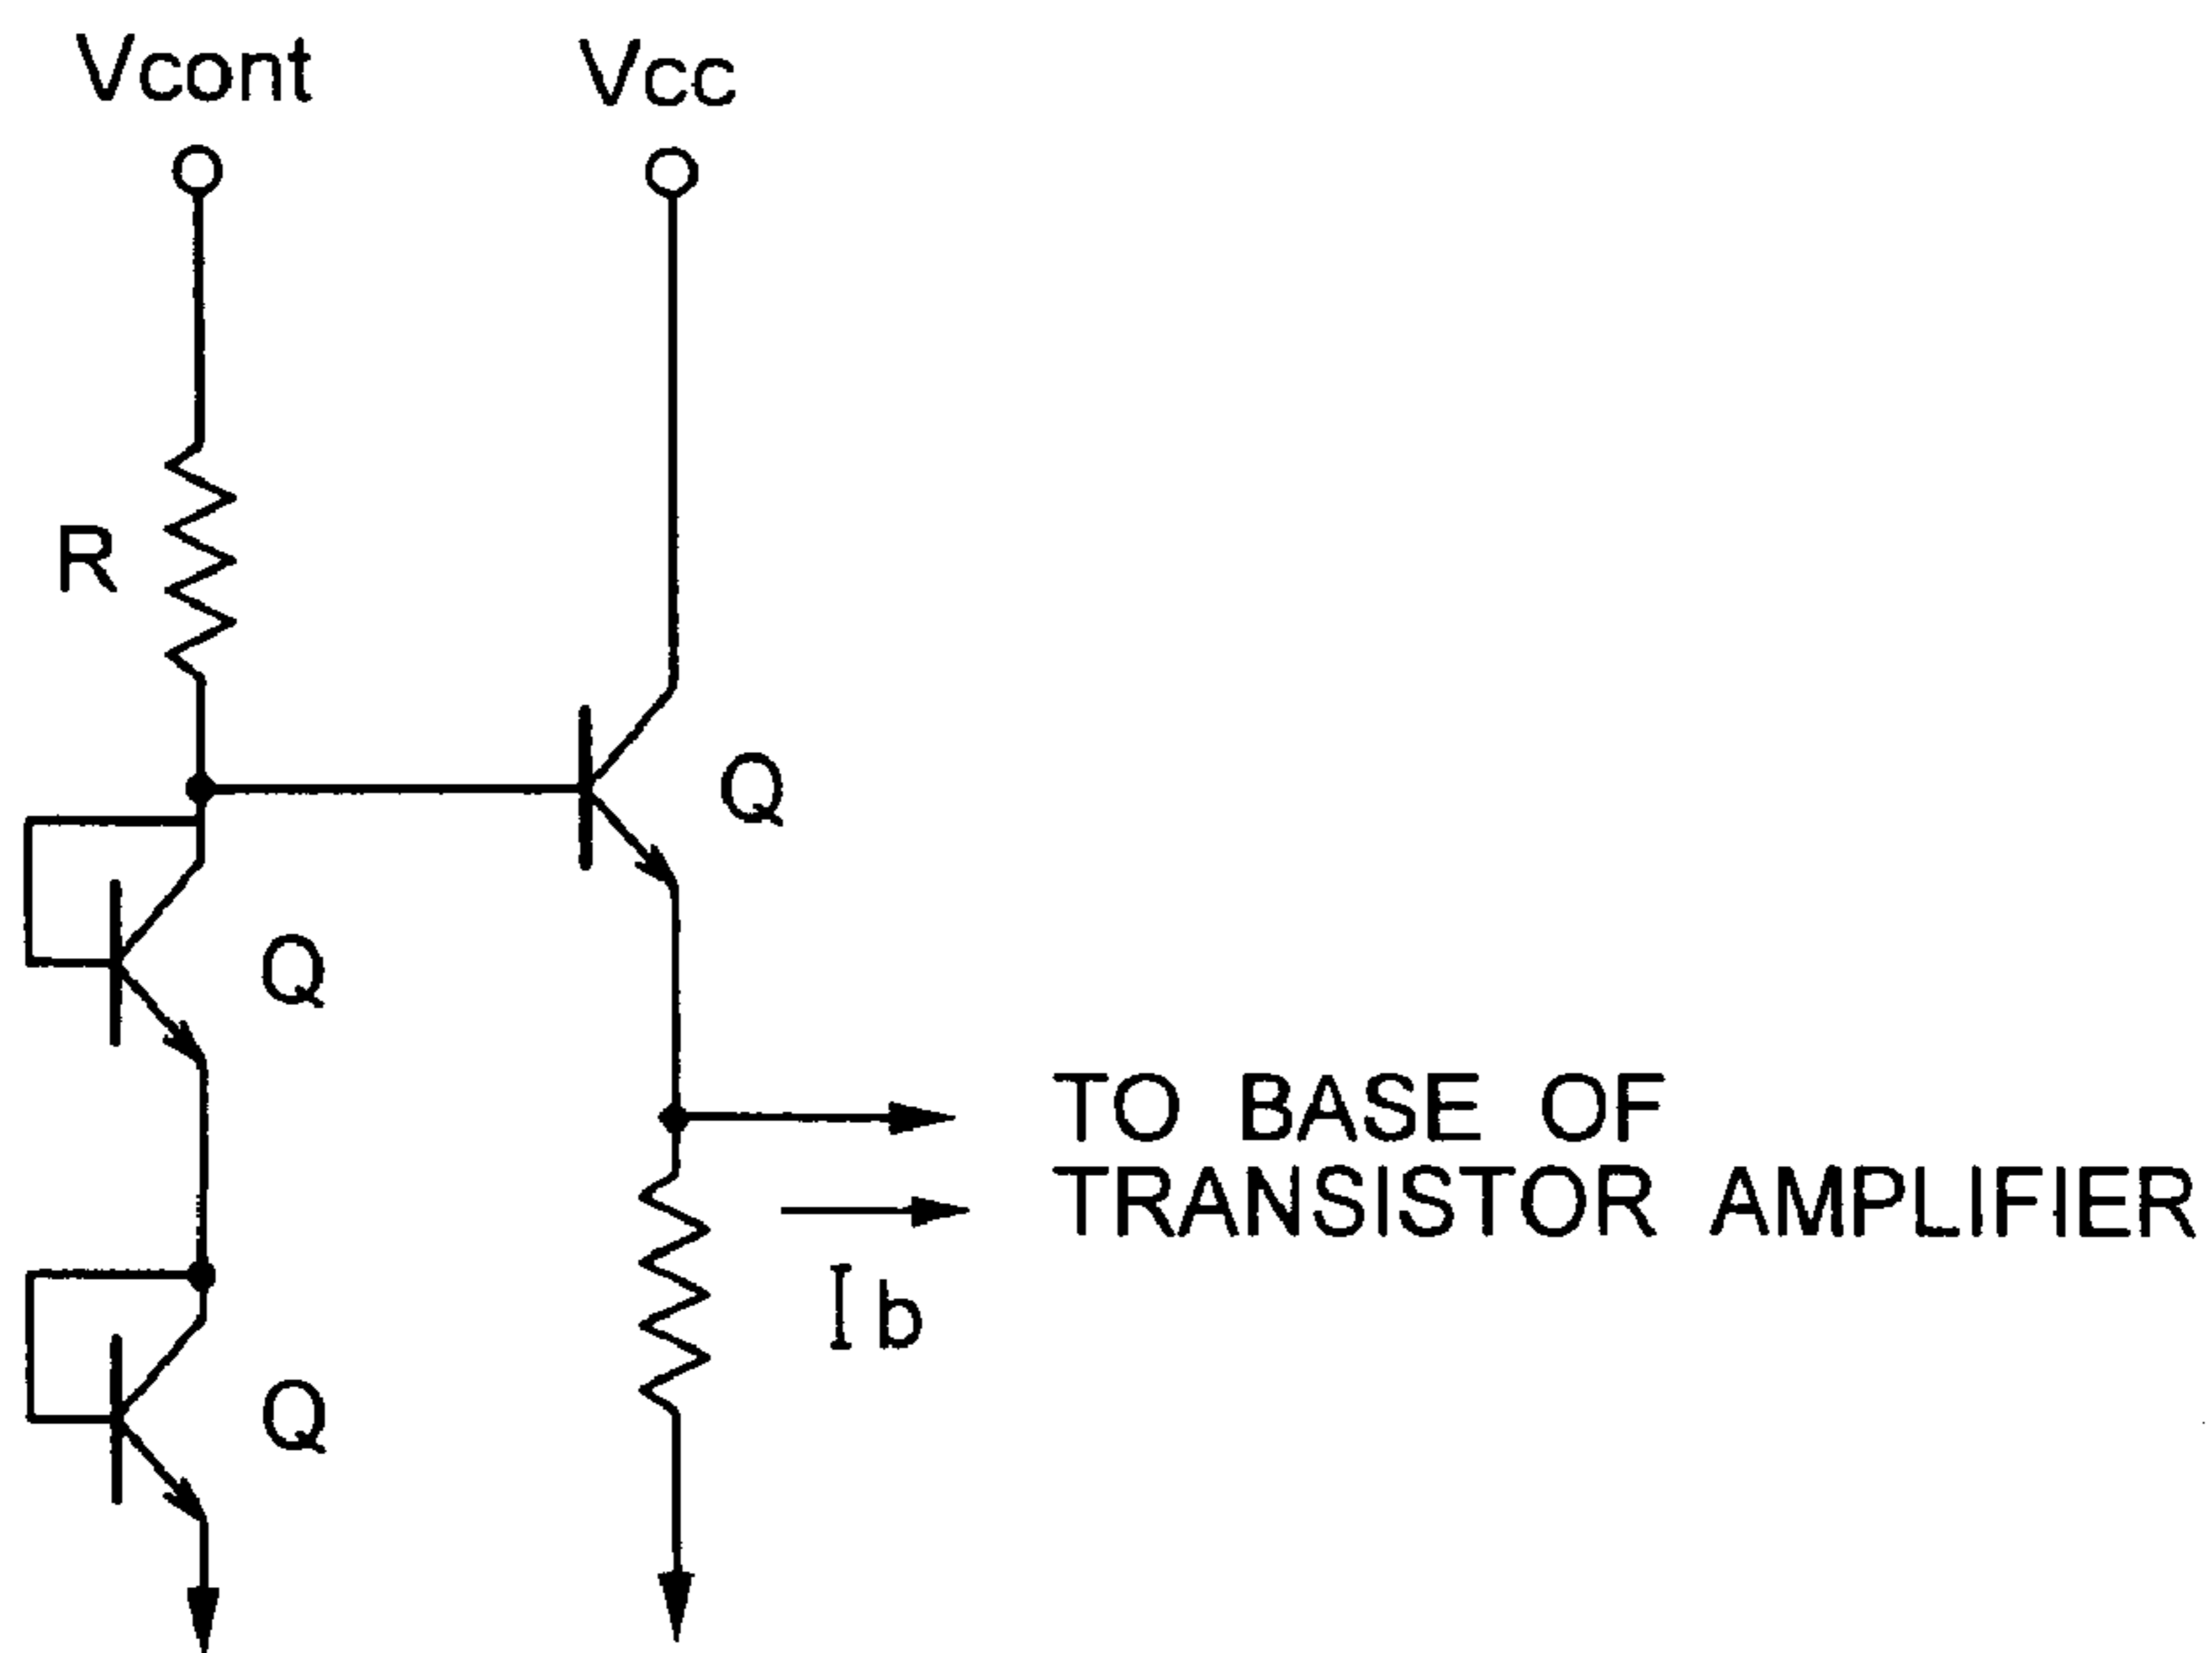 Vcont
Vcc
R
Q
Q
TO BASE OF
TRANSISTOR AMPLIFIER
Ib
Q